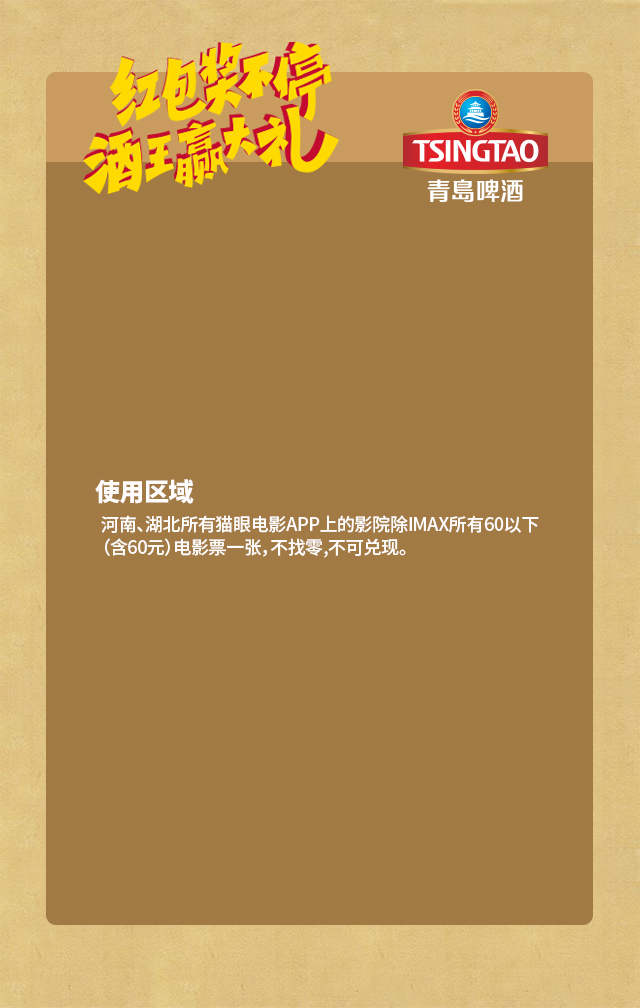 红包奖不停
酒王赢大礼
TSINGTAO
青島啤酒
使用区域
河南、湖北所有猫眼电影APP上的影院除IMAX所有60以下
（含60元）电影票一张，不找零,不可兑现。